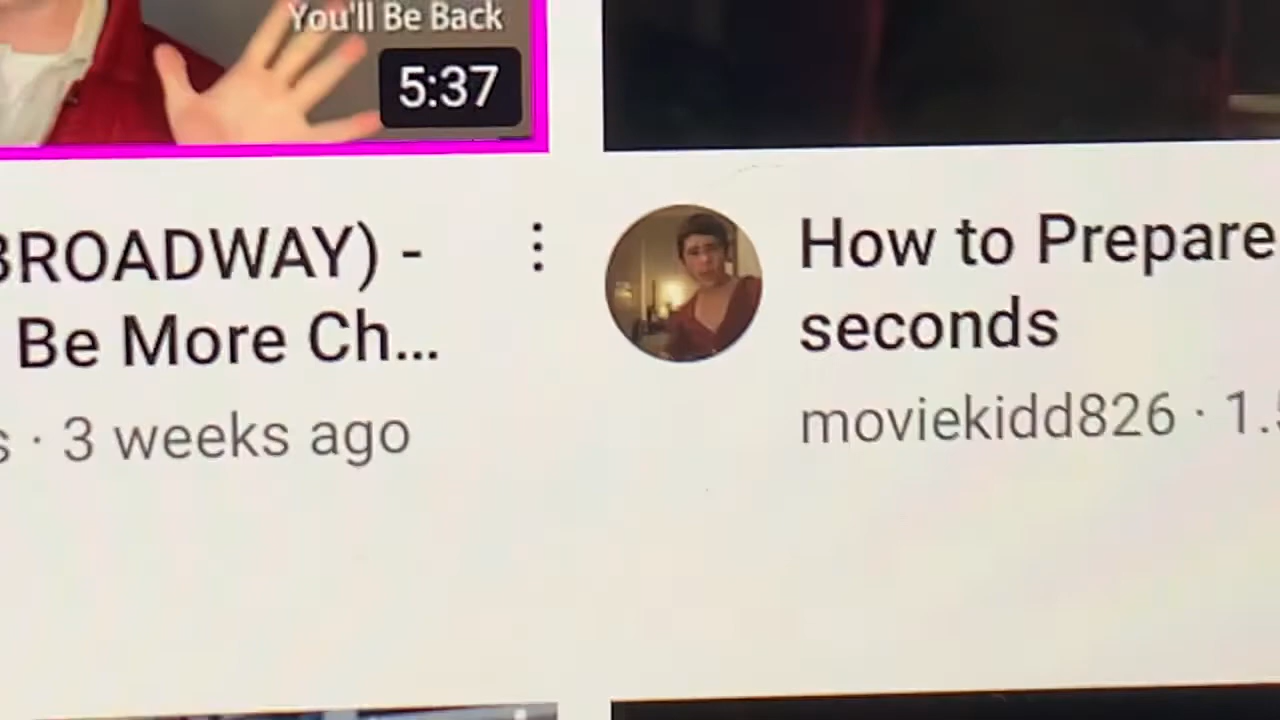 You'll Be Back
5:37
BROADWAY) -
Be More Ch...
s · 3 weeks ago
How to Prepare
seconds
moviekidd826 · 1.5